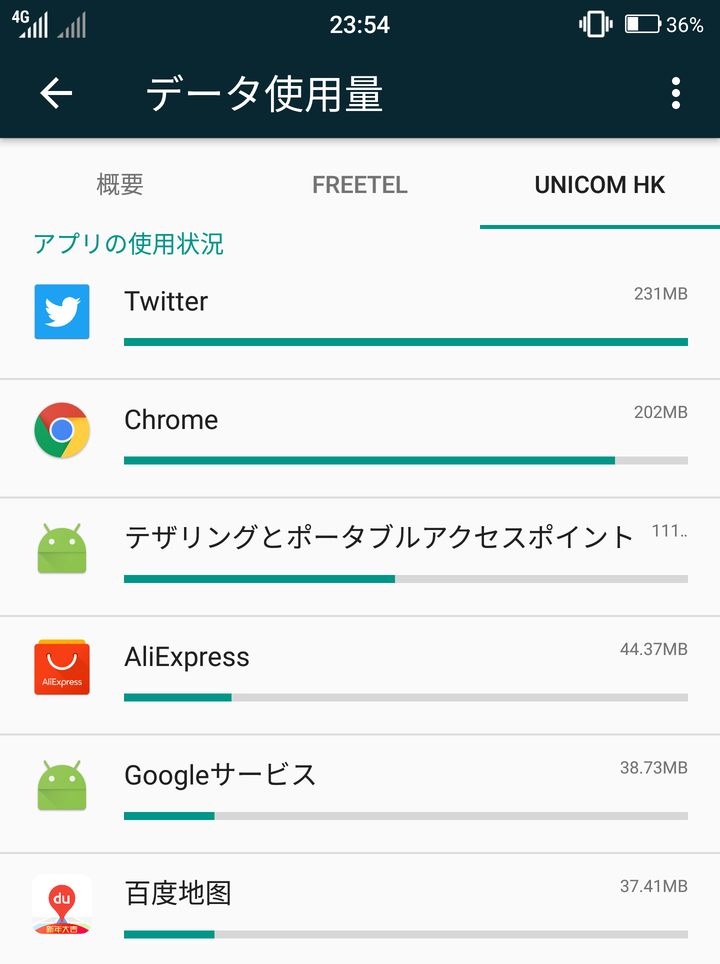 4G 23:54 36%
データ使用量
概要 FREETEL UNICOM HK
アプリの使用状況
Twitter 231MB
Chrome 202MB
テザリングとポータブルアクセスポイント 111..
AliExpress 44.37MB
AliExpress
Googleサービス 38.73MB
百度地图 37.41MB
du
新年大吉